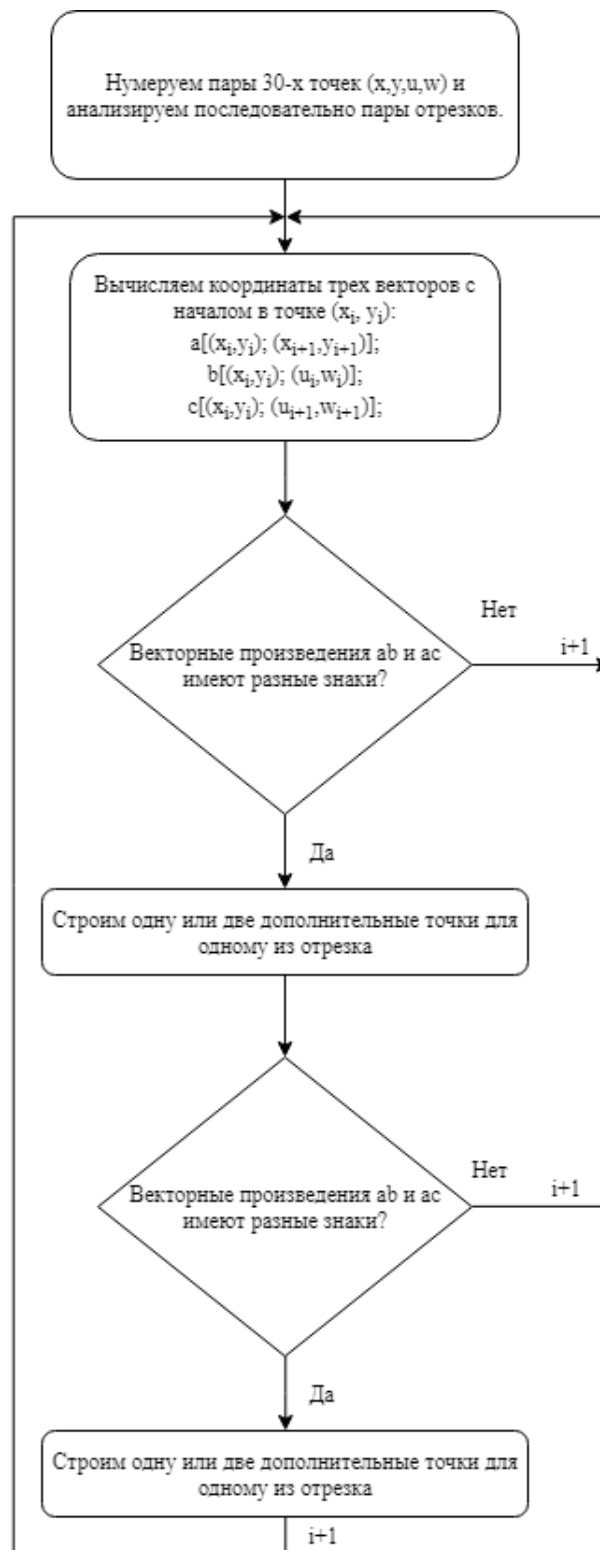 Нумеруем пары 30-х точек (x,y,u,w) и
анализируем последовательно пары отрезков.
Вычисляем координаты трех векторов с
началом в точке (xᵢ, yᵢ):
a[(xᵢ,yᵢ); (xᵢ₊₁,yᵢ₊₁)];
b[(xᵢ,yᵢ); (uᵢ,wᵢ)];
c[(xᵢ,yᵢ); (uᵢ₊₁,wᵢ₊₁)];
Нет
i+1
Векторные произведения ab и ac
имеют разные знаки?
Да
Строим одну или две дополнительные точки для
одному из отрезка
Нет
i+1
Векторные произведения ab и ac
имеют разные знаки?
Да
Строим одну или две дополнительные точки для
одному из отрезка
i+1